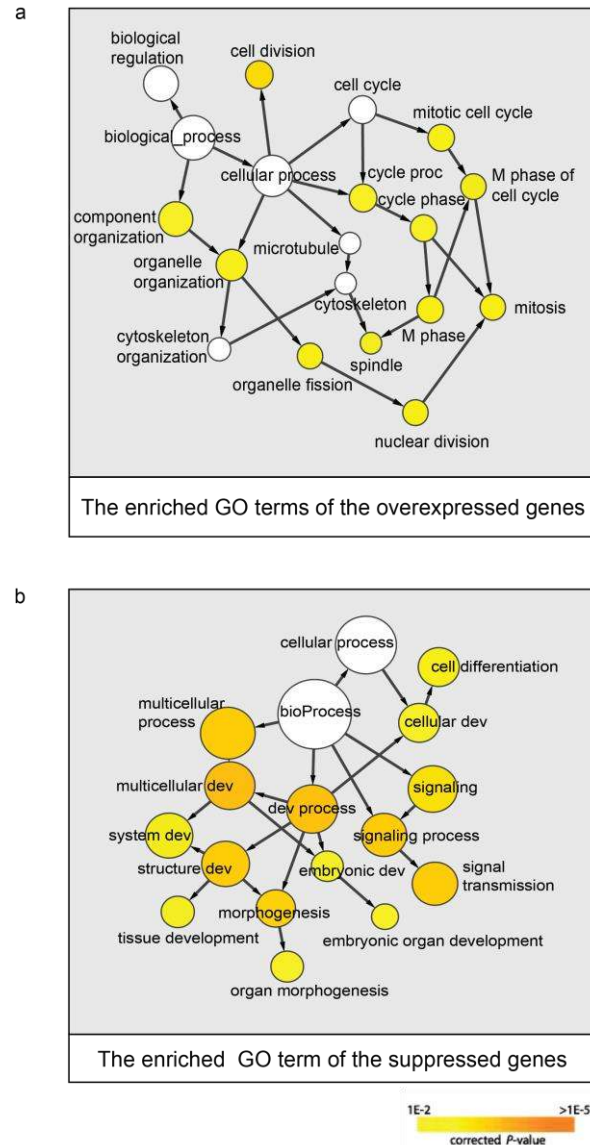 a
biological
regulation
cell division
cell cycle
mitotic cell cycle
biological_process
cellular process
cycle proc
M phase of
cell cycle
cycle phase
component
organization
microtubule
organelle
organization
cytoskeleton
mitosis
M phase
cytoskeleton
organization
spindle
organelle fission
nuclear division
The enriched GO terms of the overexpressed genes
b
cellular process
cell differentiation
multicellular
process
bioProcess
cellular dev
multicellular dev
signaling
dev process
system dev
signaling process
structure dev
embryonic dev
signal
transmission
morphogenesis
tissue development
embryonic organ development
organ morphogenesis
The enriched GO term of the suppressed genes
1E-2 >1E-5
corrected P-value